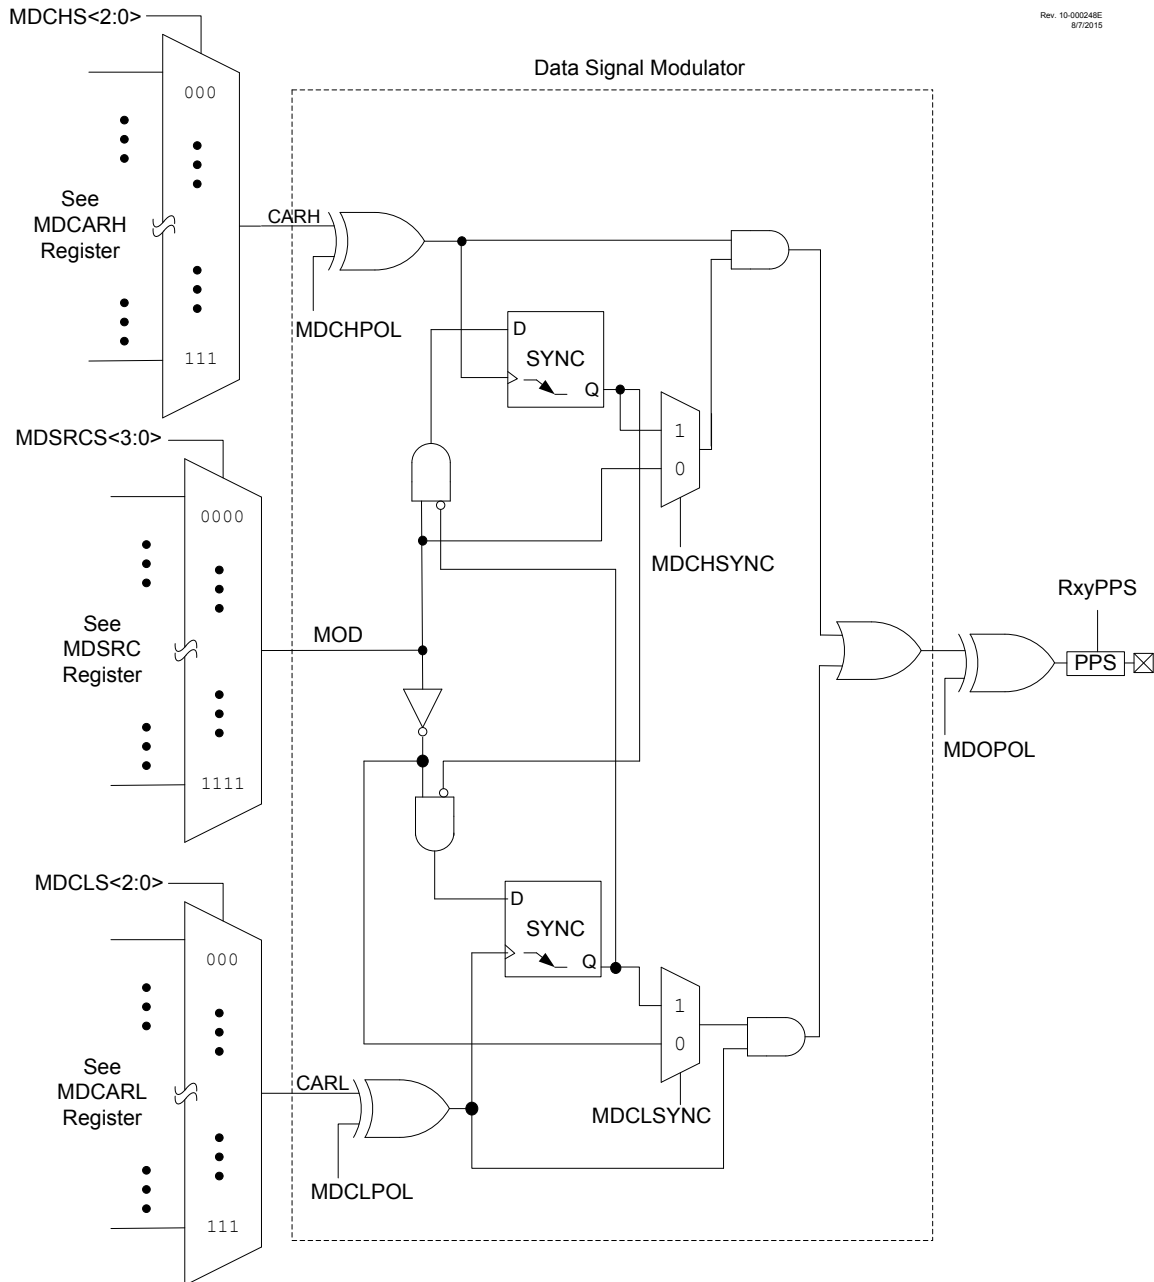 MDCHS<2:0>
Rev. 10-000248E
8/7/2015
Data Signal Modulator
000
See
MDCARH
Register
CARH
111
MDCHPOL
D
SYNC
Q
1
0
MDCHSYNC
MDSRCS<3:0>
0000
See
MDSRC
Register
MOD
1111
RxyPPS
PPS
MDOPOL
MDCLS<2:0>
000
D
SYNC
Q
1
0
MDCLSYNC
See
MDCARL
Register
CARL
MDCLPOL
111